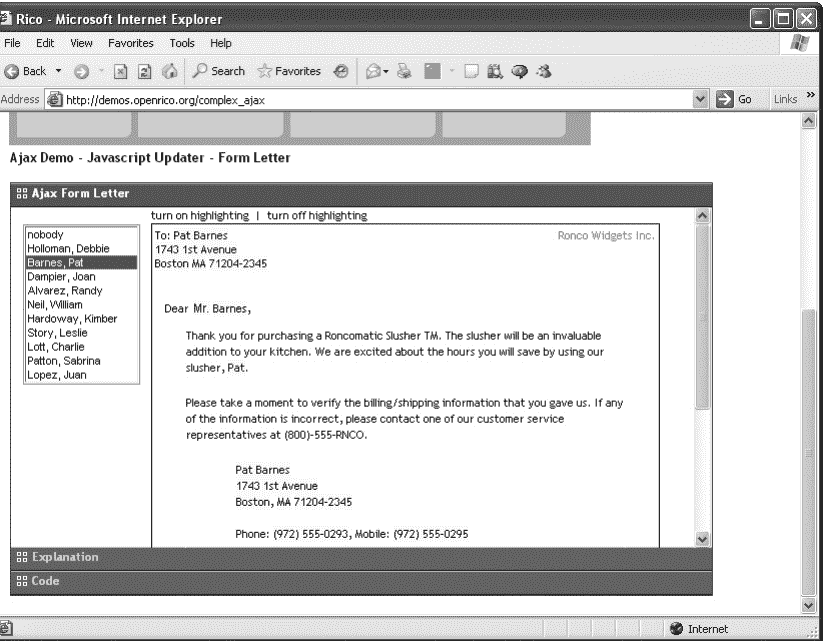 Rico - Microsoft Internet Explorer
File Edit View Favorites Tools Help
Back Search Favorites
Address http://demos.openrico.org/complex_ajax Go Links »
Ajax Demo - Javascript Updater - Form Letter
Ajax Form Letter
turn on highlighting | turn off highlighting
nobody
Holloman, Debbie
Barnes, Pat
Dampier, Joan
Alvarez, Randy
Neil, William
Hardoway, Kimber
Story, Leslie
Lott, Charlie
Patton, Sabrina
Lopez, Juan
To: Pat Barnes Ronco Widgets Inc.
1743 1st Avenue
Boston MA 71204-2345
Dear Mr. Barnes,
Thank you for purchasing a Roncomatic Slusher TM. The slusher will be an invaluable
addition to your kitchen. We are excited about the hours you will save by using our
slusher, Pat.
Please take a moment to verify the billing/shipping information that you gave us. If any
of the information is incorrect, please contact one of our customer service
representatives at (800)-555-RNCO.
Pat Barnes
1743 1st Avenue
Boston, MA 71204-2345
Phone: (972) 555-0293, Mobile: (972) 555-0295
Explanation
Code
Internet